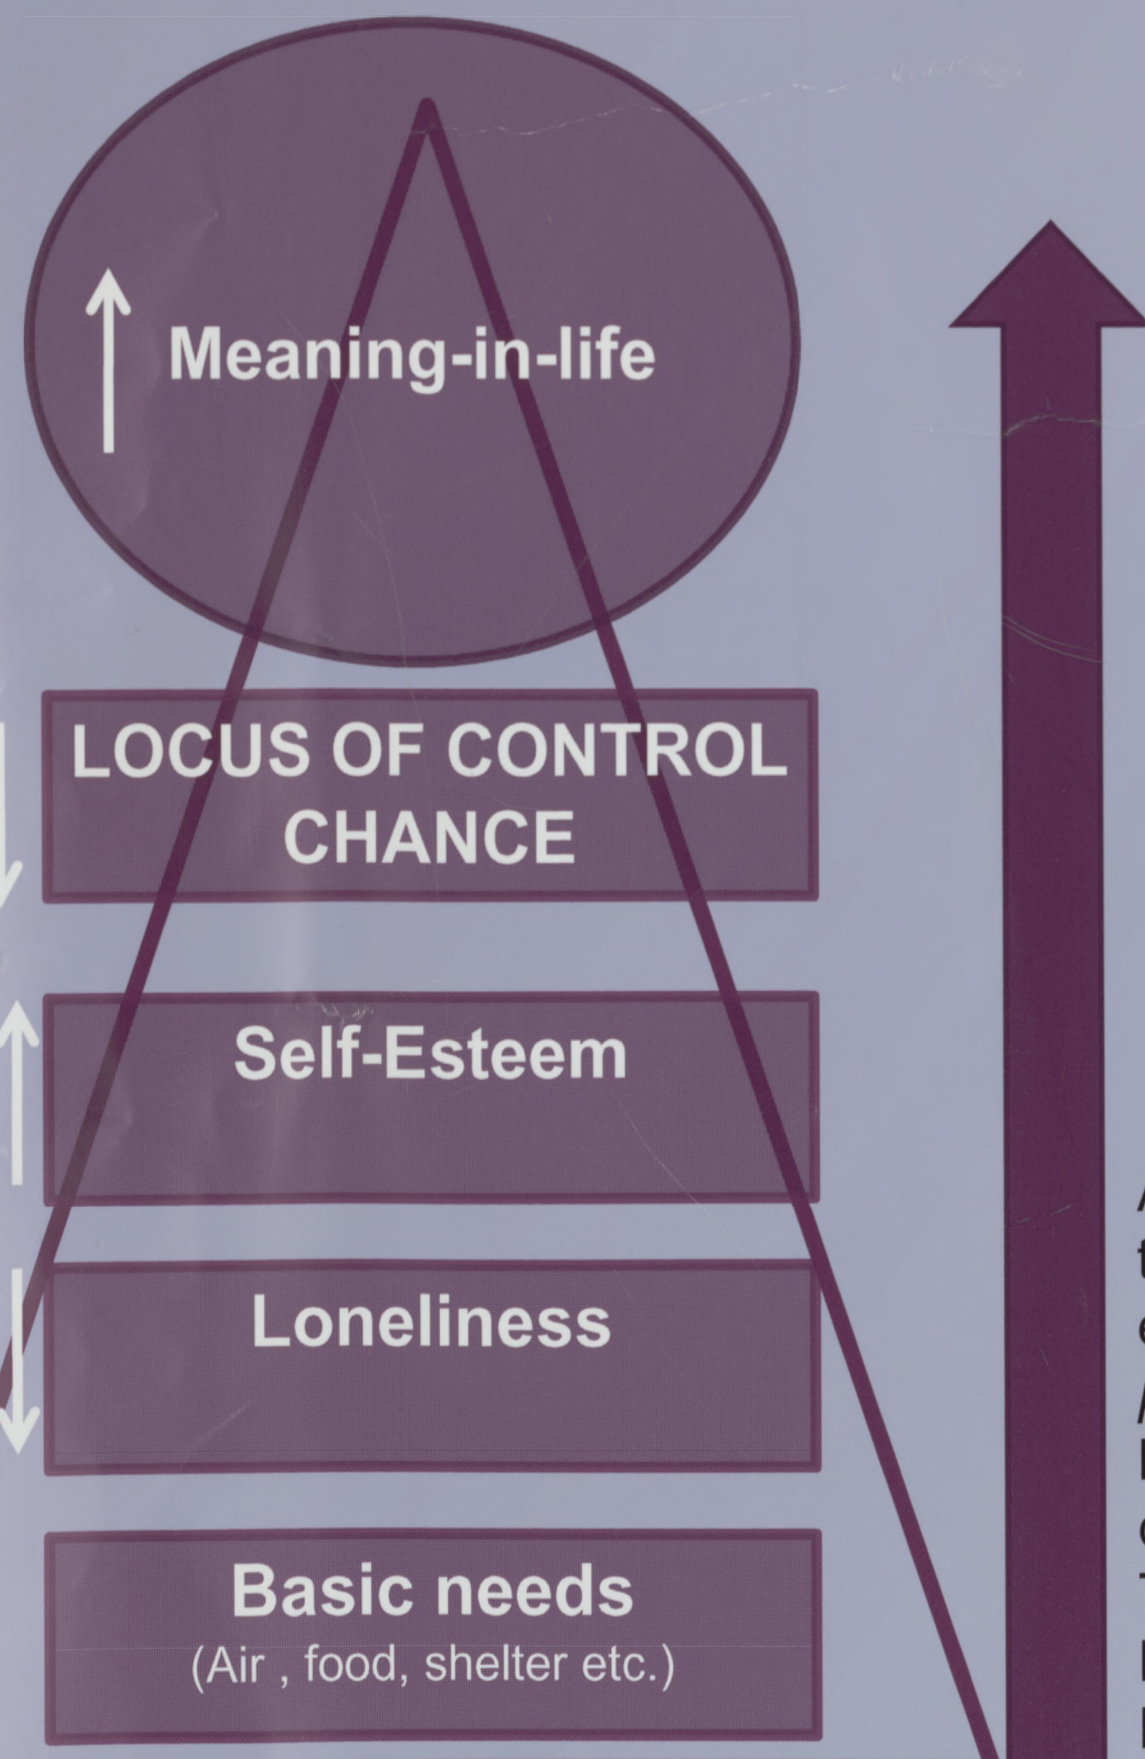 Meaning-in-life
LOCUS OF CONTROL
CHANCE
Self-Esteem
Loneliness
Basic needs
(Air , food, shelter etc.)